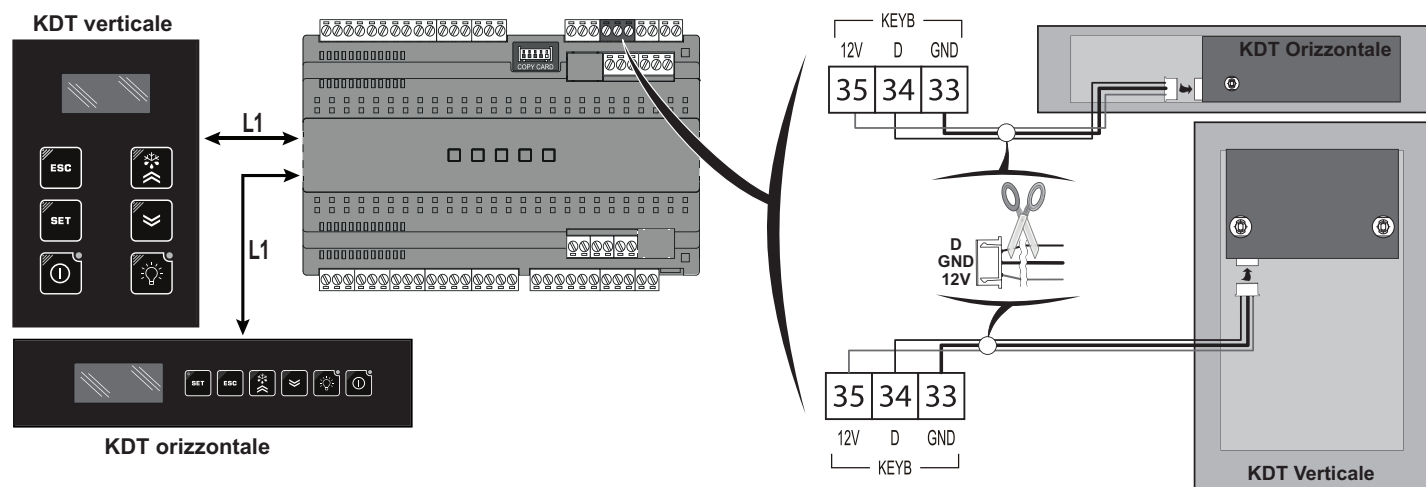 KDT verticale
ESC
SET
L1
L1
COPY CARD
SET ESC
KDT orizzontale
KEYB
12V D GND
35 34 33
KDT Orizzontale
D
GND
12V
35 34 33
12V D GND
KEYB
KDT Verticale